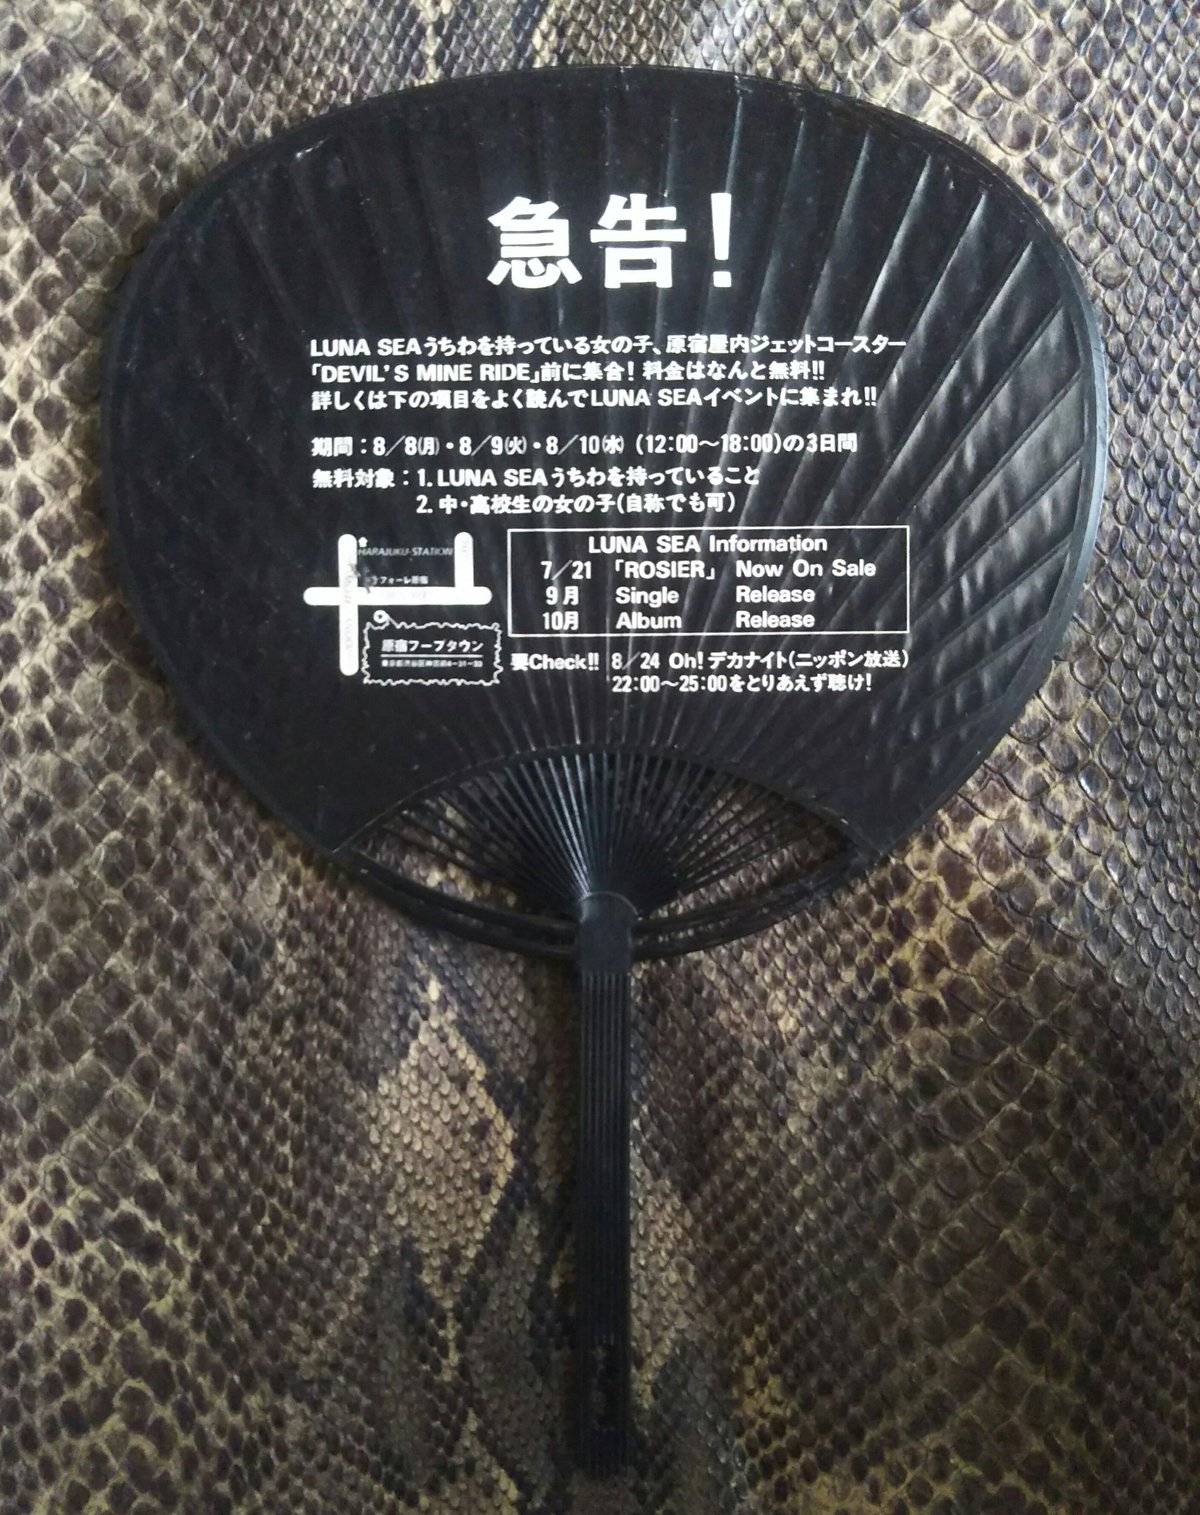 急告!
LUNA SEAうちわを持っている女の子、原宿屋内ジェットコースター
「DEVIL'S MINE RIDE」前に集合! 料金はなんと無料!!
詳しくは下の項目をよく読んでLUNA SEAイベントに集まれ!!
期間:8/8㈪・8/9㈫・8/10㈬ (12:00〜18:00)の3日間
無料対象:1. LUNA SEAうちわを持っていること
2. 中・高校生の女の子(自称でも可)
HARAJUKU-STATION
ラフォーレ原宿
原宿フープタウン
LUNA SEA Information
7/21 「ROSIER」 Now On Sale
9月 Single Release
10月 Album Release
要Check!! 8/24 Oh! デカナイト(ニッポン放送)
22:00〜25:00をとりあえず聴け!